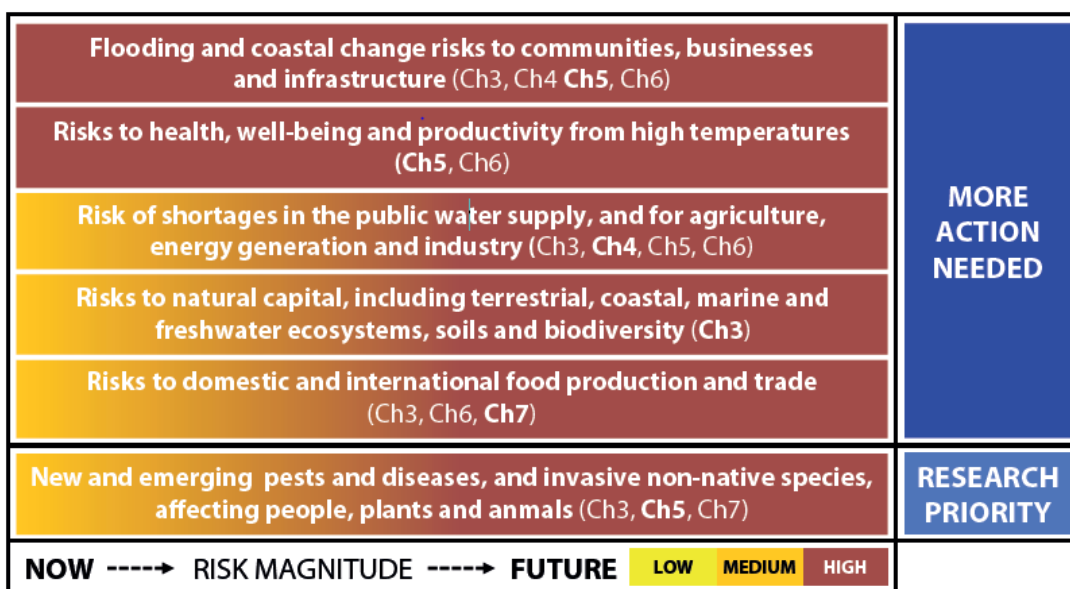 Flooding and coastal change risks to communities, businesses
and infrastructure (Ch3, Ch4 Ch5, Ch6)
Risks to health, well-being and productivity from high temperatures
(Ch5, Ch6)
Risk of shortages in the public water supply, and for agriculture,
energy generation and industry (Ch3, Ch4, Ch5, Ch6)
Risks to natural capital, including terrestrial, coastal, marine and
freshwater ecosystems, soils and biodiversity (Ch3)
Risks to domestic and international food production and trade
(Ch3, Ch6, Ch7)
MORE
ACTION
NEEDED
New and emerging pests and diseases, and invasive non-native species,
affecting people, plants and anmals (Ch3, Ch5, Ch7)
RESEARCH
PRIORITY
NOW ----→ RISK MAGNITUDE ----→ FUTURE LOW MEDIUM HIGH